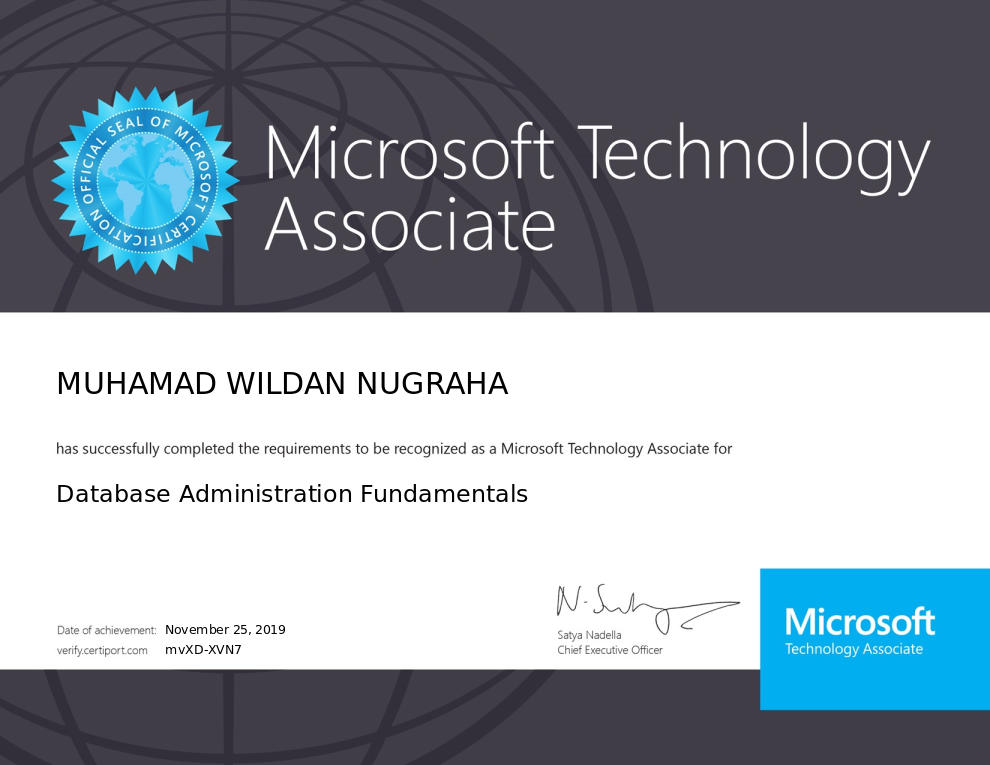 OFFICIAL SEAL OF MICROSOFT CERTIFICATION
Microsoft Technology
Associate
MUHAMAD WILDAN NUGRAHA
has successfully completed the requirements to be recognized as a Microsoft Technology Associate for
Database Administration Fundamentals
Date of achievement: November 25, 2019
verify.certiport.com mvXD-XVN7
Satya Nadella
Chief Executive Officer
Microsoft
Technology Associate